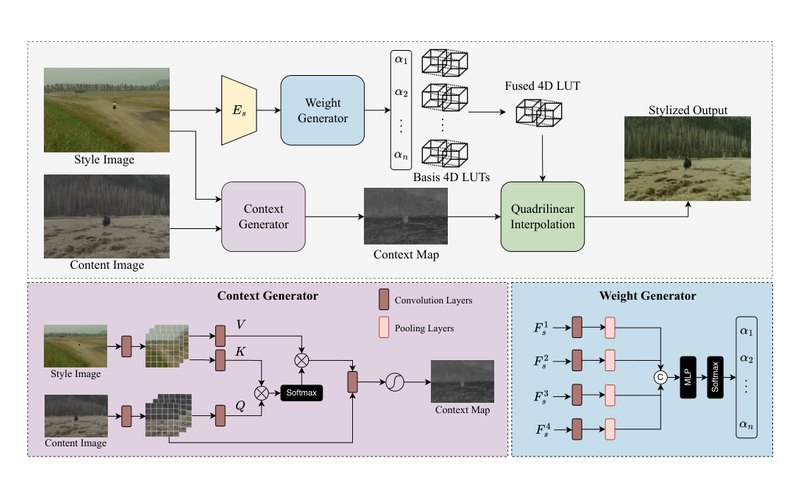 Style Image
Content Image
E_s
Weight
Generator
Context
Generator
α_1
α_2
⋮
α_n
Basis 4D LUTs
Fused 4D LUT
Context Map
Quadrilinear
Interpolation
Stylized Output
Context Generator
Convolution Layers
Pooling Layers
Style Image
Content Image
V
K
Q
Softmax
Context Map
Weight Generator
F_s^1
F_s^2
F_s^3
F_s^4
C
MLP
Softmax
α_1
α_2
⋮
α_n